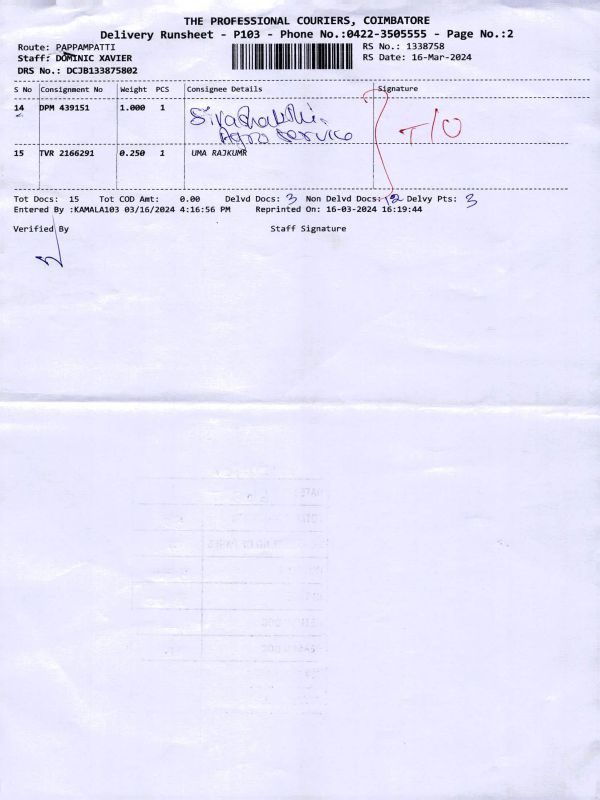 THE PROFESSIONAL COURIERS, COIMBATORE
Delivery Runsheet - P103 - Phone No.:0422-3505555 - Page No.:2
Route: PAPPAMPATTI RS No.: 1338758
Staff: DOMINIC XAVIER RS Date: 16-Mar-2024
DRS No.: DCJB133875802
S No Consignment No Weight PCS Consignee Details Signature
14 DPM 439151 1.000 1 T/O
Agro Service
15 TVR 2166291 0.250 1 UMA RAJKUMR
Tot Docs: 15 Tot COD Amt: 0.00 Delvd Docs: 3 Non Delvd Docs: 12 Delvy Pts: 3
Entered By :KAMALA103 03/16/2024 4:16:56 PM Reprinted On: 16-03-2024 16:19:44
Verified By Staff Signature